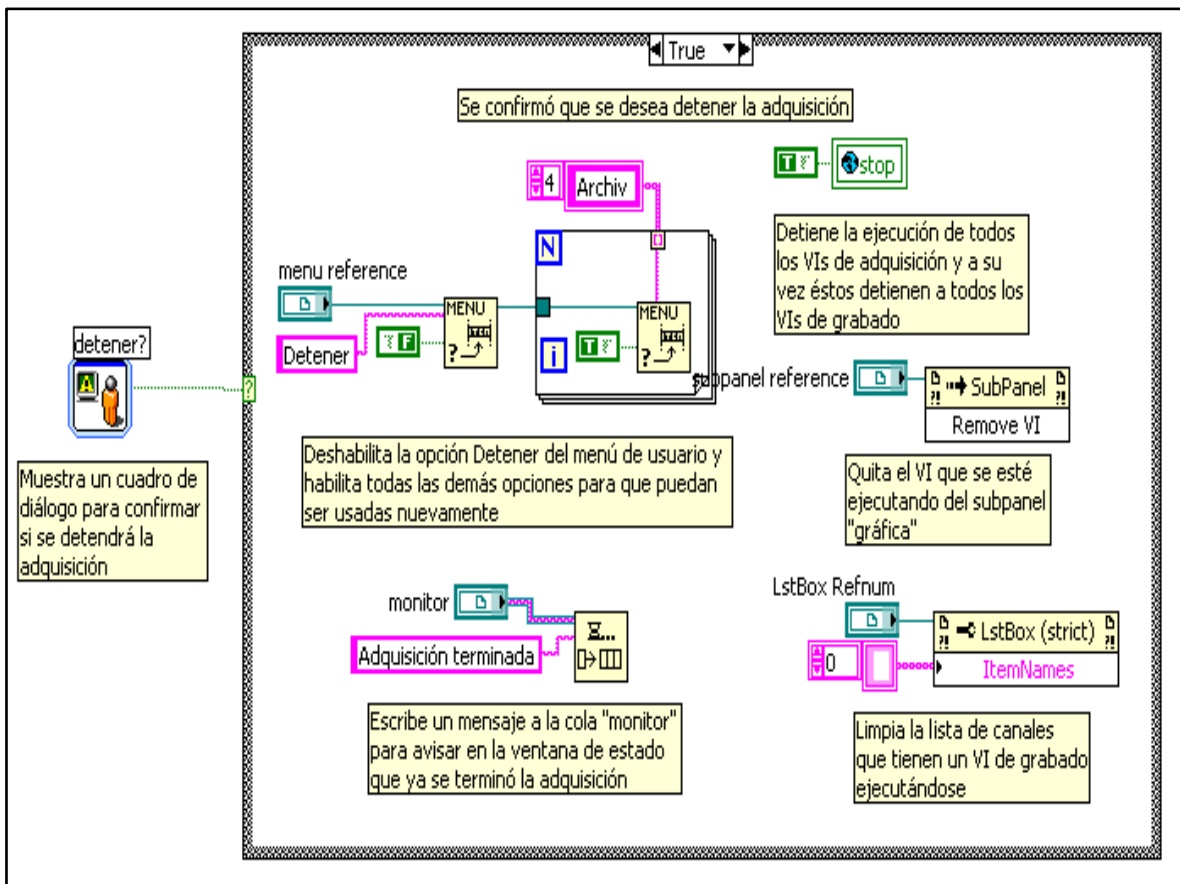 True
Se confirmó que se desea detener la adquisición
4
Archiv
T
stop
Detiene la ejecución de todos
los VIs de adquisición y a su
vez éstos detienen a todos los
VIs de grabado
N
menu reference
MENU
MENU
F
T
i
Detener
detener?
A
?
Muestra un cuadro de
diálogo para confirmar
si se detendrá la
adquisición
Deshabilita la opción Detener del menú de usuario y
habilita todas las demás opciones para que puedan
ser usadas nuevamente
subpanel reference
SubPanel
Remove VI
Quita el VI que se esté
ejecutando del subpanel
"gráfica"
monitor
Adquisición terminada
Escribe un mensaje a la cola "monitor"
para avisar en la ventana de estado
que ya se terminó la adquisición
LstBox Refnum
LstBox (strict)
ItemNames
0
Limpia la lista de canales
que tienen un VI de grabado
ejecutándose